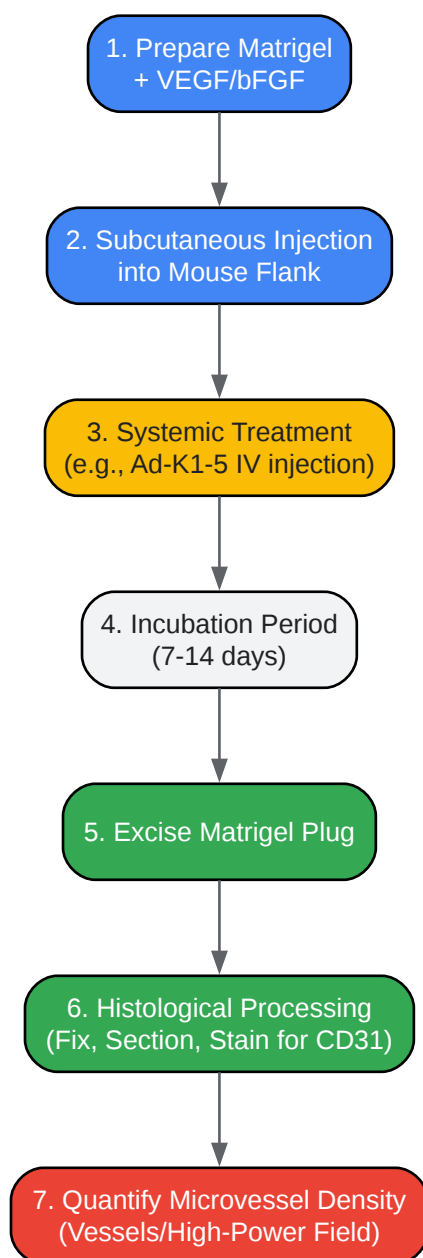 1. Prepare Matrigel
+ VEGF/bFGF
2. Subcutaneous Injection
into Mouse Flank
3. Systemic Treatment
(e.g., Ad-K1-5 IV injection)
4. Incubation Period
(7-14 days)
5. Excise Matrigel Plug
6. Histological Processing
(Fix, Section, Stain for CD31)
7. Quantify Microvessel Density
(Vessels/High-Power Field)